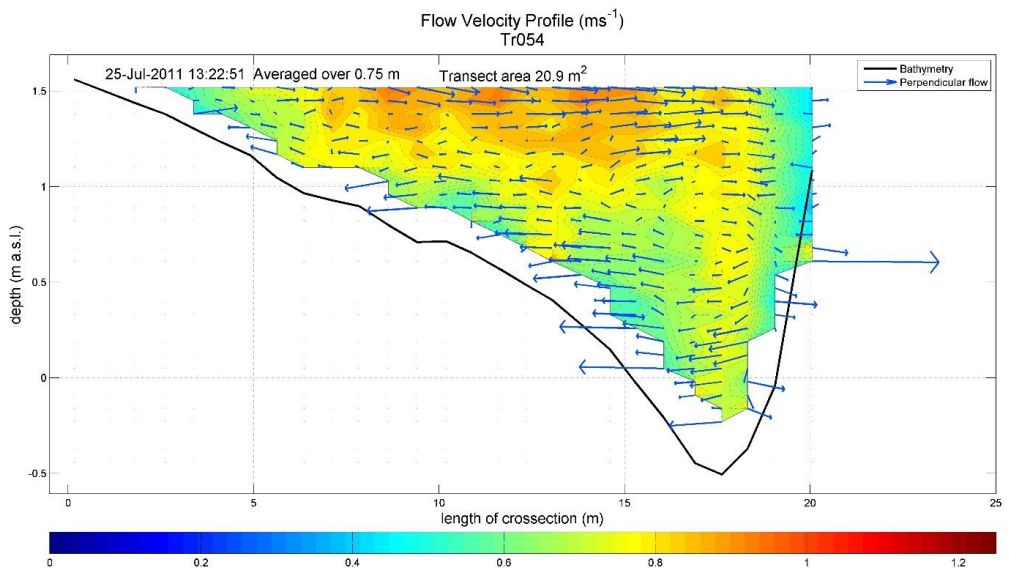 Flow Velocity Profile (ms-1)
Tr054
25-Jul-2011 13:22:51 Averaged over 0.75 m Transect area 20.9 m2
Bathymetry
Perpendicular flow
depth (m a.s.l.)
1.5
1
0.5
0
-0.5
0 5 10 15 20 25
length of crossection (m)
0 0.2 0.4 0.6 0.8 1 1.2